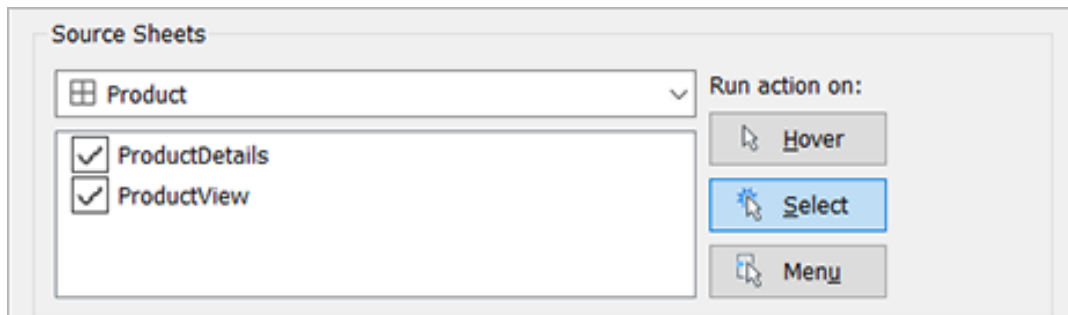 Source Sheets
Product
Run action on:
ProductDetails
ProductView
Hover
Select
Menu